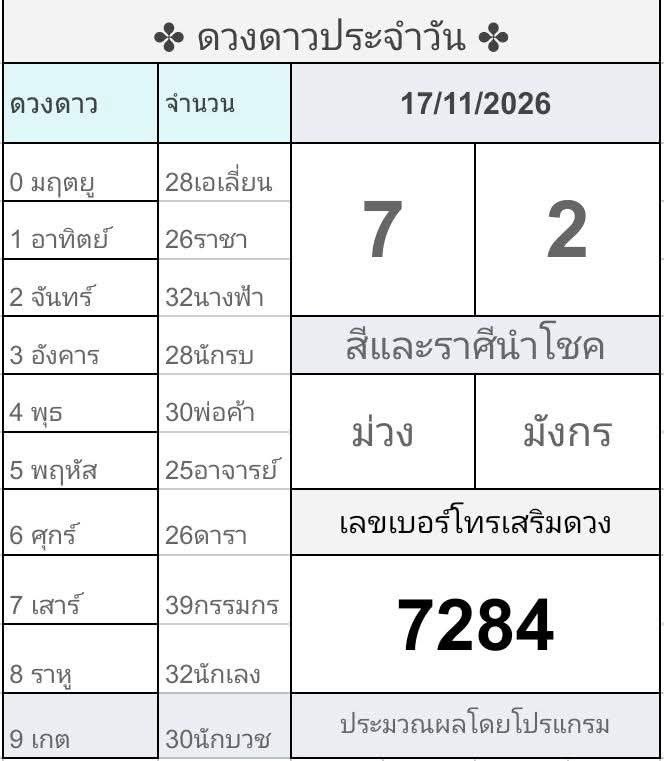 ✤ ดวงดาวประจำวัน ✤
ดวงดาว จำนวน 17/11/2026
0 มฤตยู 28เอเลี่ยน
1 อาทิตย์ 26ราชา
7 2
2 จันทร์ 32นางฟ้า
3 อังคาร 28นักรบ
สีและราศีนำโชค
4 พุธ 30พ่อค้า
ม่วง มังกร
5 พฤหัส 25อาจารย์
6 ศุกร์ 26ดารา
เลขเบอร์โทรเสริมดวง
7 เสาร์ 39กรรมกร
7284
8 ราหู 32นักเลง
9 เกต 30นักบวช
ประมวณผลโดยโปรแกรม